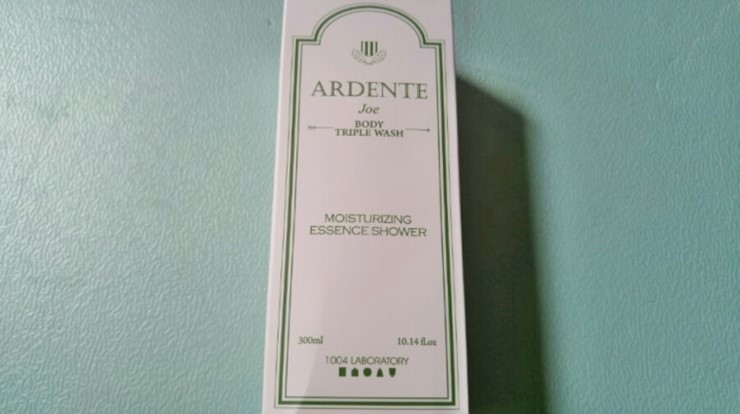 ARDENTE
Joe
BODY
TRIPLE WASH
MOISTURIZING
ESSENCE SHOWER
300ml 10.14 fl.oz
1004 LABORATORY